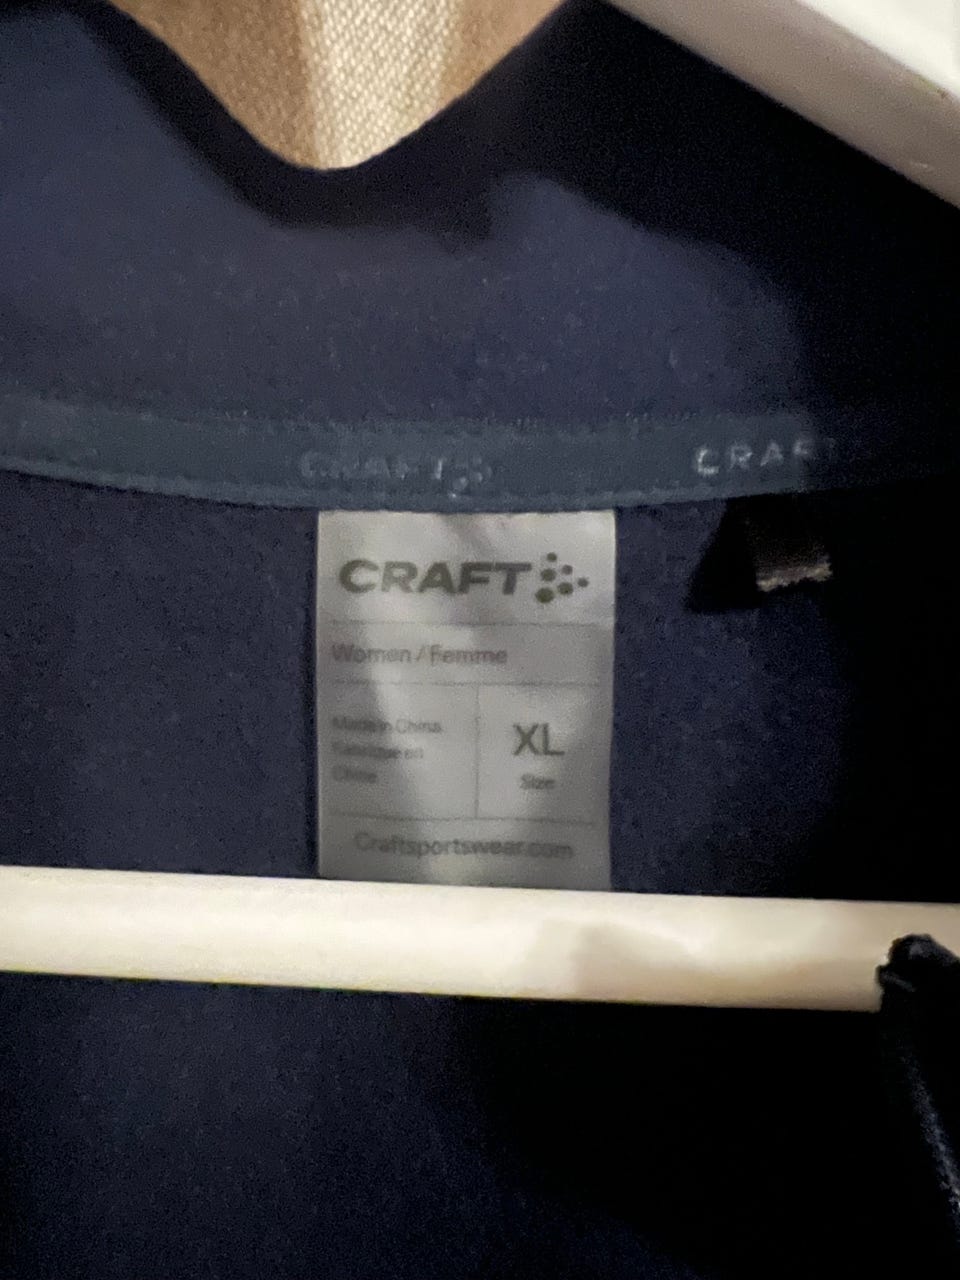 CRAFT
CRAFT
CRAFT
Women / Femme
Made in China
Fabriqué en
Chine
XL
Size
Craftsportswear.com